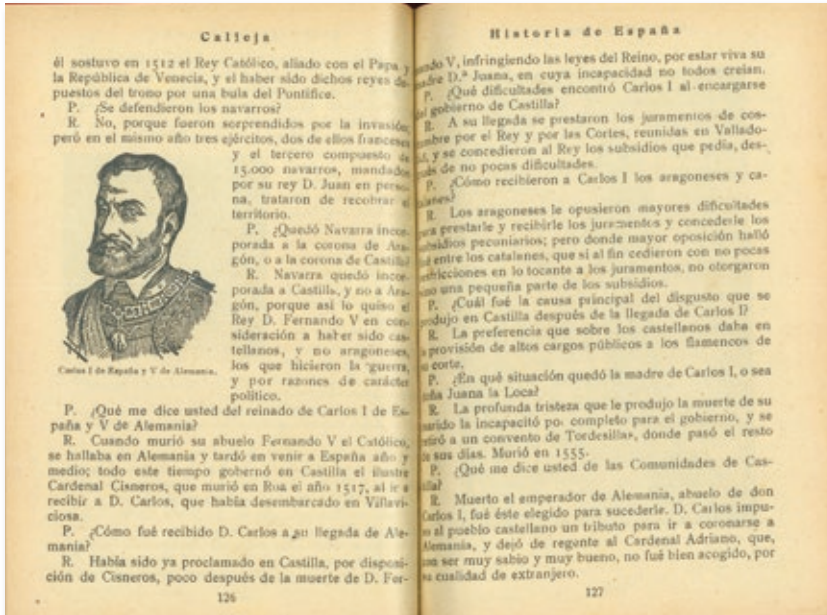 Calleja
él sostuvo en 1512 el Rey Católico, aliado con el Papa y
la República de Venecia, y el haber sido dichos reyes de-
puestos del trono por una bula del Pontífice.
P. ¿Se defendieron los navarros?
R. No, porque fueron sorprendidos por la invasión;
peró en el mismo año tres ejércitos, dos de ellos franceses
y el tercero compuesto de
15.000 navarros, mandados
por su rey D. Juan en perso-
na, trataron de recobrar el
territorio.
P. ¿Quedó Navarra incor-
porada a la corona de Ara-
gón, o a la corona de Castilla?
R. Navarra quedó incor-
porada a Castilla, y no a Ara-
gón, porque así lo quiso el
Rey D. Fernando V en con-
sideración a haber sido cas-
tellanos, y no aragoneses,
los que hicieron la guerra,
y por razones de carácter
político.
Carlos I de España y V de Alemania.
P. ¿Qué me dice usted del reinado de Carlos I de Es-
paña y V de Alemania?
R. Cuando murió su abuelo Fernando V el Católico,
se hallaba en Alemania y tardó en venir a España año y
medio; todo este tiempo gobernó en Castilla el ilustre
Cardenal Cisneros, que murió en Roa el año 1517, al ir a
recibir a D. Carlos, que había desembarcado en Villavi-
ciosa.
P. ¿Cómo fué recibido D. Carlos a su llegada de Ale-
mania?
R. Había sido ya proclamado en Castilla, por disposi-
ción de Cisneros, poco después de la muerte de D. Fer-
126
Historia de España
nando V, infringiendo las leyes del Reino, por estar viva su
madre D.ª Juana, en cuya incapacidad no todos creían.
P. ¿Qué dificultades encontró Carlos I al encargarse
del gobierno de Castilla?
R. A su llegada se prestaron los juramentos de cos-
tumbre por el Rey y por las Cortes, reunidas en Vallado-
lid, y se concedieron al Rey los subsidios que pedía, des-
pués de no pocas dificultades.
P. ¿Cómo recibieron a Carlos I los aragoneses y ca-
talanes?
R. Los aragoneses le opusieron mayores dificultades
para prestarle y recibirle los juramentos y concederle los
subsidios pecuniarios; pero donde mayor oposición halló
fué entre los catalanes, que si al fin cedieron con no pocas
restricciones en lo tocante a los juramentos, no otorgaron
sino una pequeña parte de los subsidios.
P. ¿Cuál fué la causa principal del disgusto que se
produjo en Castilla después de la llegada de Carlos I?
R. La preferencia que sobre los castellanos daba en
la provisión de altos cargos públicos a los flamencos de
su corte.
P. ¿En qué situación quedó la madre de Carlos I, o sea
doña Juana la Loca?
R. La profunda tristeza que le produjo la muerte de su
marido la incapacitó por completo para el gobierno, y se
retiró a un convento de Tordesillas, donde pasó el resto
de sus días. Murió en 1555.
P. ¿Qué me dice usted de las Comunidades de Cas-
tilla?
R. Muerto el emperador de Alemania, abuelo de don
Carlos I, fué éste elegido para sucederle. D. Carlos impu-
so al pueblo castellano un tributo para ir a coronarse a
Alemania, y dejó de regente al Cardenal Adriano, que,
con ser muy sabio y muy bueno, no fué bien acogido, por
su cualidad de extranjero.
127